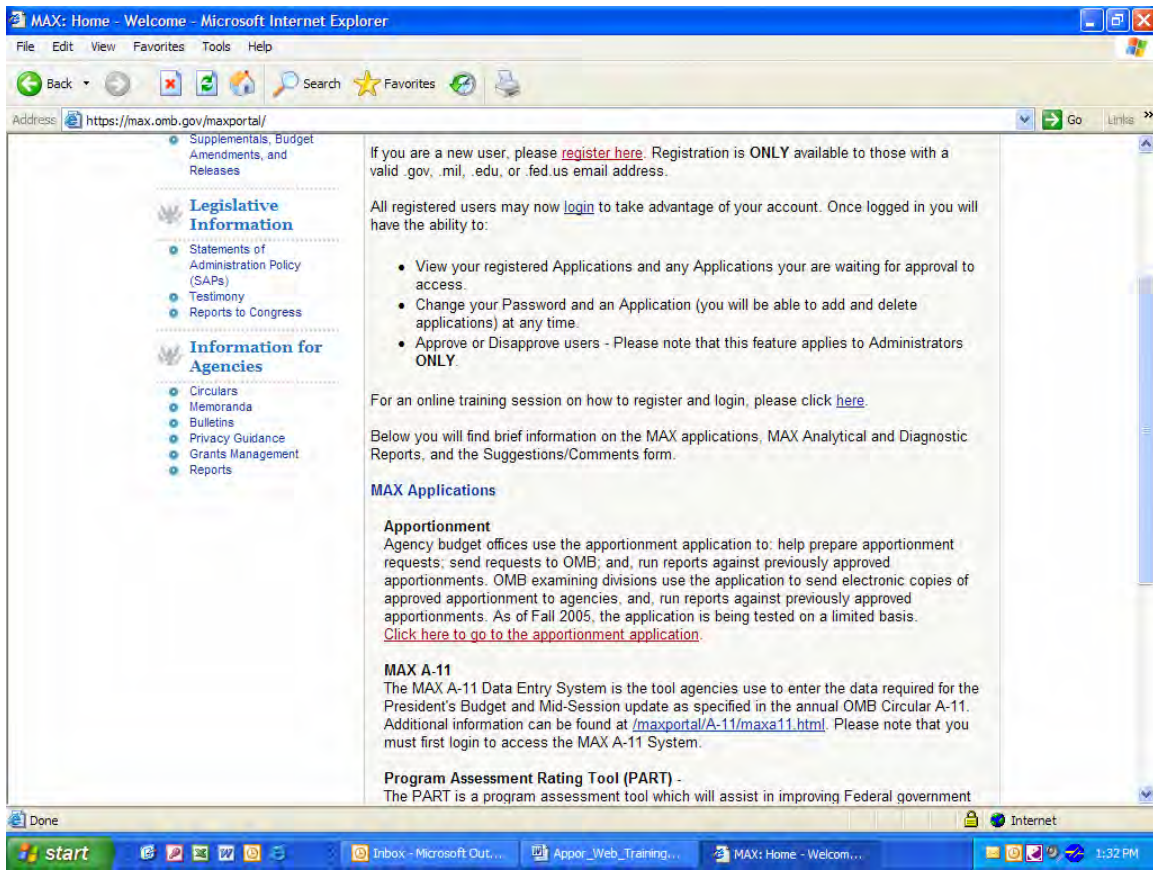 MAX: Home - Welcome - Microsoft Internet Explorer
File Edit View Favorites Tools Help
Back Search Favorites
Address https://max.omb.gov/maxportal/ Go Links »
Supplementals, Budget
Amendments, and
Releases
Legislative
Information
Statements of
Administration Policy
(SAPs)
Testimony
Reports to Congress
Information for
Agencies
Circulars
Memoranda
Bulletins
Privacy Guidance
Grants Management
Reports
If you are a new user, please register here. Registration is ONLY available to those with a
valid .gov, .mil, .edu, or .fed.us email address.
All registered users may now login to take advantage of your account. Once logged in you will
have the ability to:
• View your registered Applications and any Applications your are waiting for approval to
access.
• Change your Password and an Application (you will be able to add and delete
applications) at any time.
• Approve or Disapprove users - Please note that this feature applies to Administrators
ONLY.
For an online training session on how to register and login, please click here.
Below you will find brief information on the MAX applications, MAX Analytical and Diagnostic
Reports, and the Suggestions/Comments form.
MAX Applications
Apportionment
Agency budget offices use the apportionment application to: help prepare apportionment
requests; send requests to OMB; and, run reports against previously approved
apportionments. OMB examining divisions use the application to send electronic copies of
approved apportionment to agencies, and, run reports against previously approved
apportionments. As of Fall 2005, the application is being tested on a limited basis.
Click here to go to the apportionment application.
MAX A-11
The MAX A-11 Data Entry System is the tool agencies use to enter the data required for the
President's Budget and Mid-Session update as specified in the annual OMB Circular A-11.
Additional information can be found at /maxportal/A-11/maxa11.html. Please note that you
must first login to access the MAX A-11 System.
Program Assessment Rating Tool (PART) -
The PART is a program assessment tool which will assist in improving Federal government
Done Internet
start Inbox - Microsoft Out... Appor_Web_Training... MAX: Home - Welcom... 1:32 PM